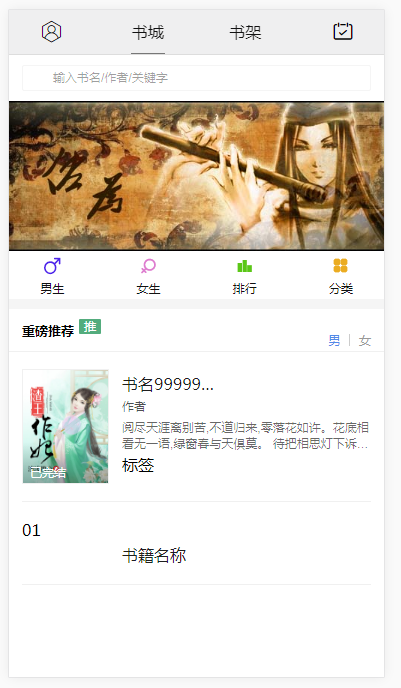 书城 书架
输入书名/作者/关键字
男生 女生 排行 分类
重磅推荐 推
男 | 女
书名99999...
作者
阅尽天涯离别苦,不道归来,零落花如许。花底相
看无一语,绿窗春与天俱莫。 待把相思灯下诉...
标签
渣王
作妃
已完结
01
书籍名称